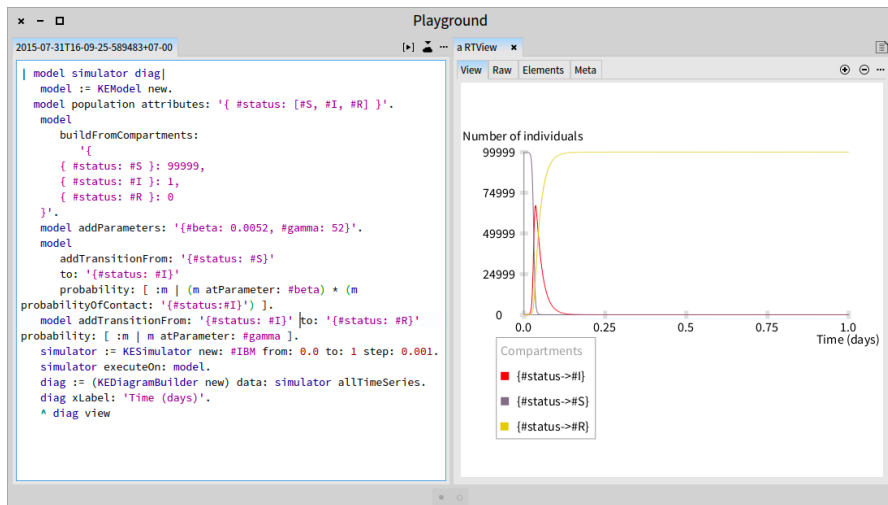 Playground
2015-07-31T16-09-25-589483+07-00
| model simulator diag|
model := KEModel new.
model population attributes: '{ #status: [#S, #I, #R] }'.
model
buildFromCompartments:
'{
{ #status: #S }: 99999,
{ #status: #I }: 1,
{ #status: #R }: 0
}'.
model addParameters: '{#beta: 0.0052, #gamma: 52}'.
model
addTransitionFrom: '{#status: #S}'
to: '{#status: #I}'
probability: [ :m | (m atParameter: #beta) * (m
probabilityOfContact: '{#status:#I}') ].
model addTransitionFrom: '{#status: #I}' to: '{#status: #R}'
probability: [ :m | m atParameter: #gamma ].
simulator := KESimulator new: #IBM from: 0.0 to: 1 step: 0.001.
simulator executeOn: model.
diag := (KEDiagramBuilder new) data: simulator allTimeSeries.
diag xLabel: 'Time (days)'.
^ diag view
a RTView
View Raw Elements Meta
Number of individuals
99999
74999
49999
24999
0
0.0 0.25 0.5 0.75 1.0
Time (days)
Compartments
{#status->#I}
{#status->#S}
{#status->#R}